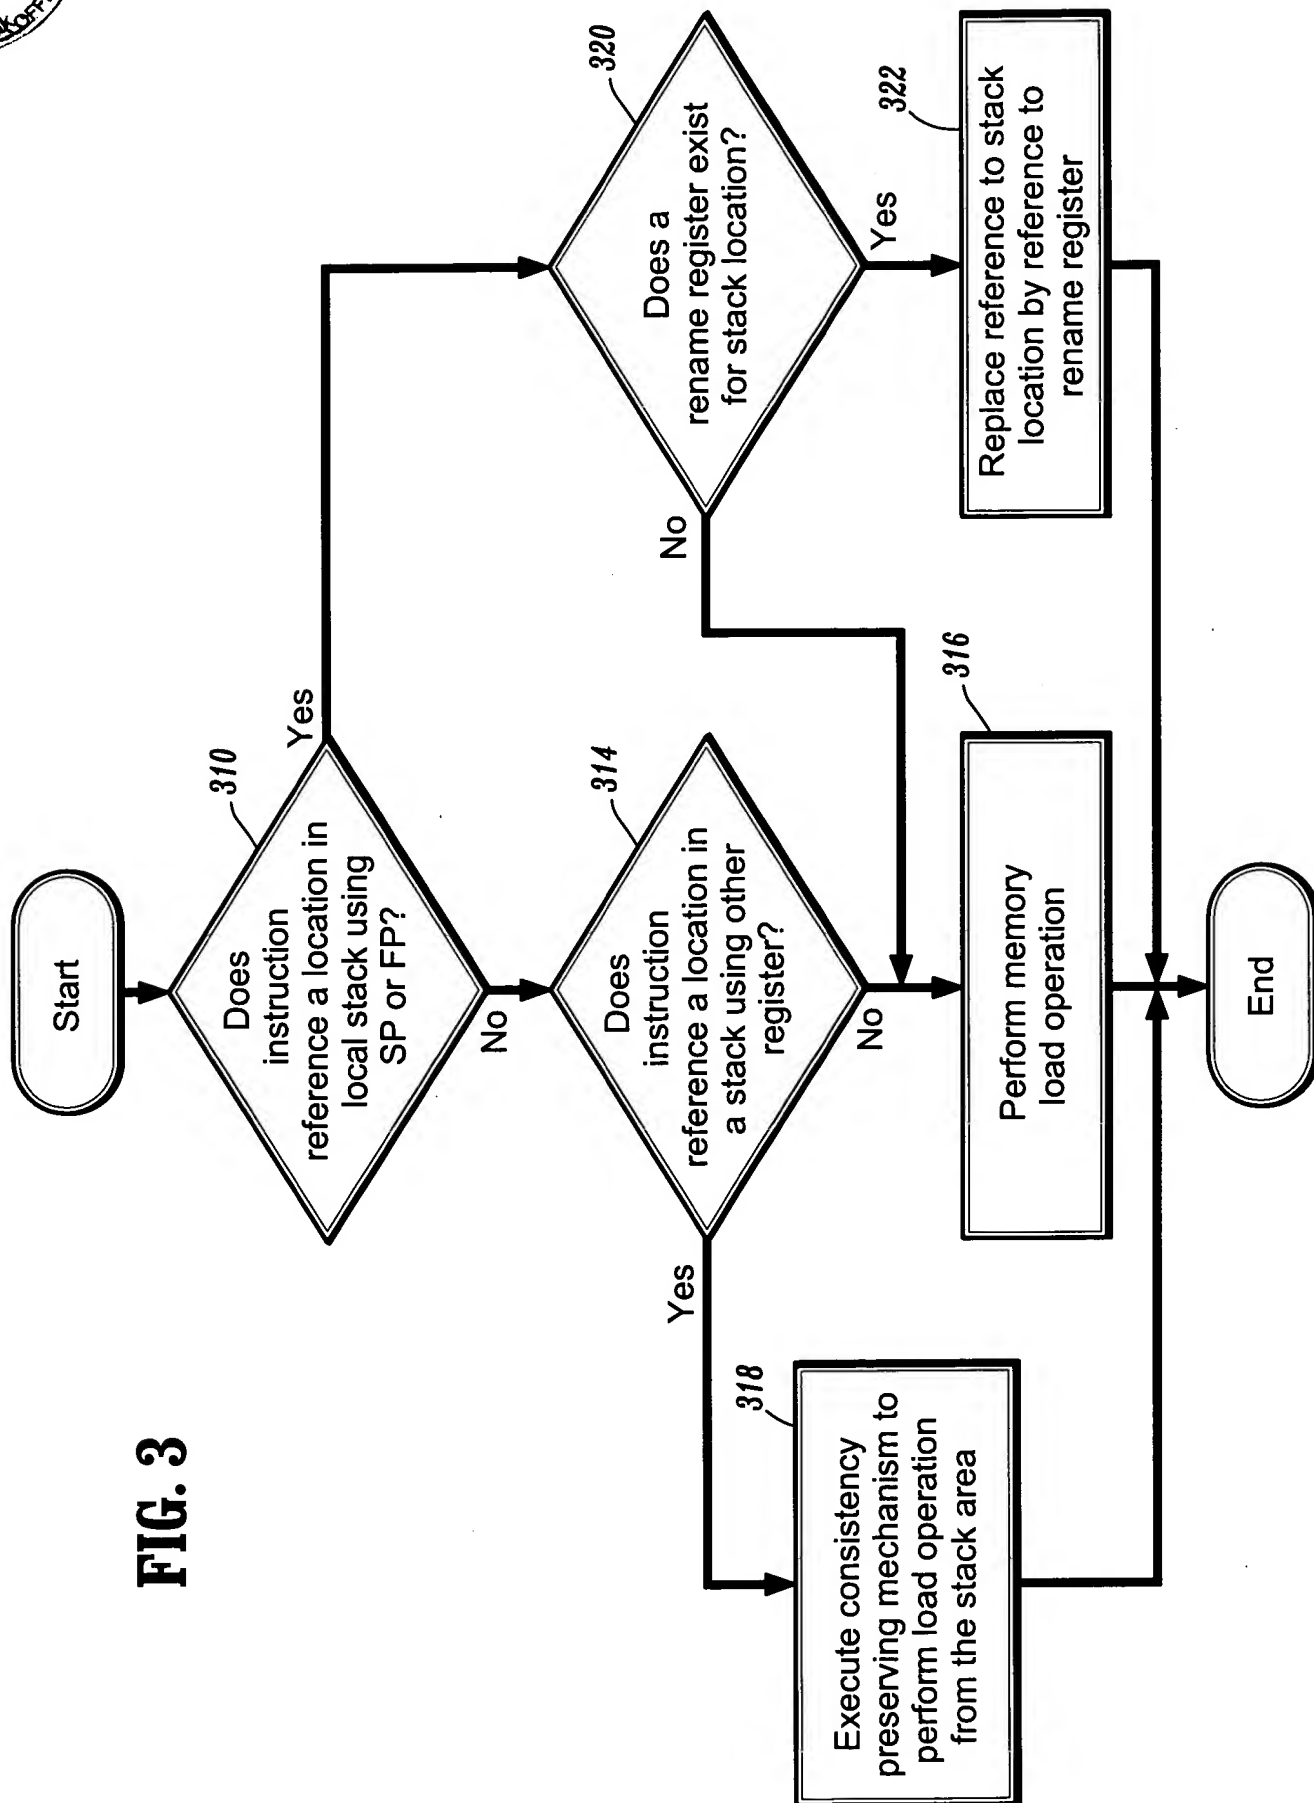 FIG. 3
Start
310
Does
instruction
reference a location in
local stack using
SP or FP?
Yes
No
314
Does
instruction
reference a location in
a stack using other
register?
Yes
No
320
Does a
rename register exist
for stack location?
No
Yes
318
Execute consistency
preserving mechanism to
perform load operation
from the stack area
316
Perform memory
load operation
322
Replace reference to stack
location by reference to
rename register
End